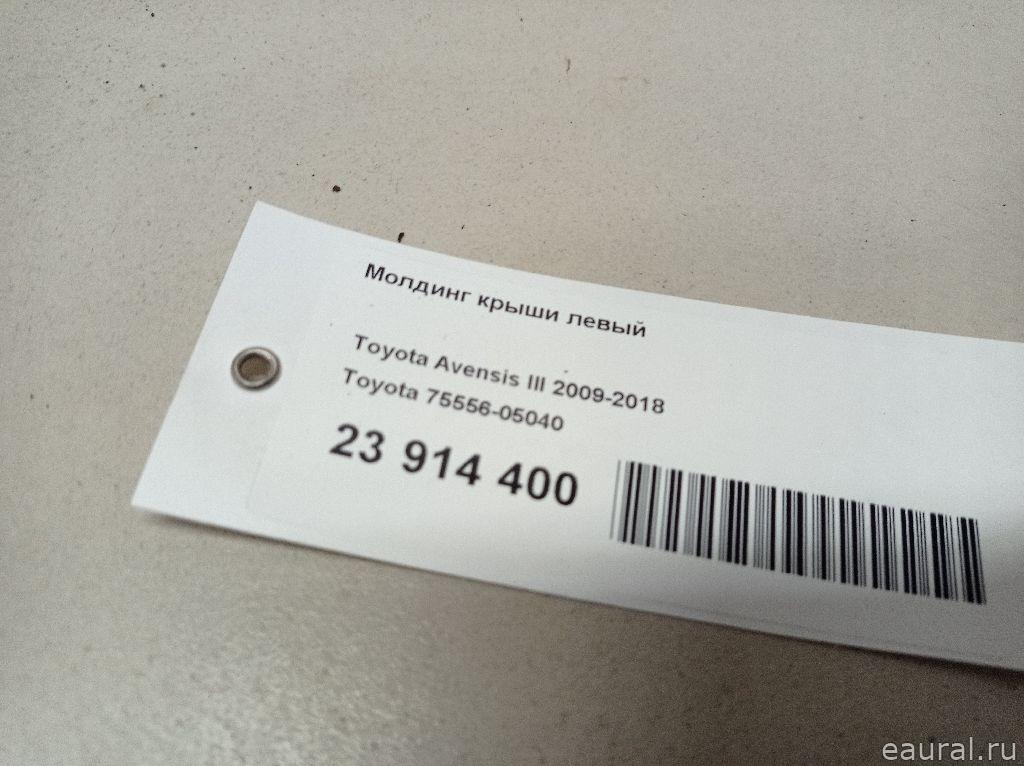 Молдинг крыши левый
Toyota Avensis III 2009-2018
Toyota 75556-05040
23 914 400
eaural.ru